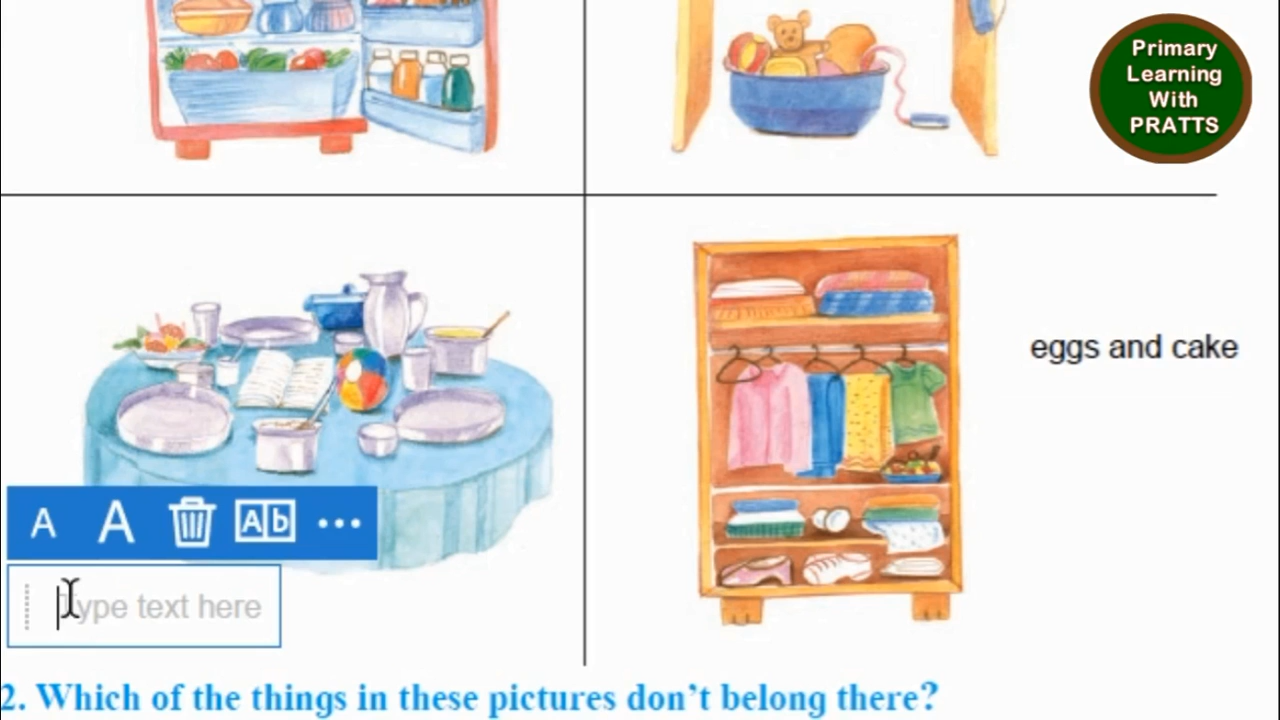 Primary
Learning
With
PRATTS
eggs and cake
A A Ab
Type text here
2. Which of the things in these pictures don't belong there?